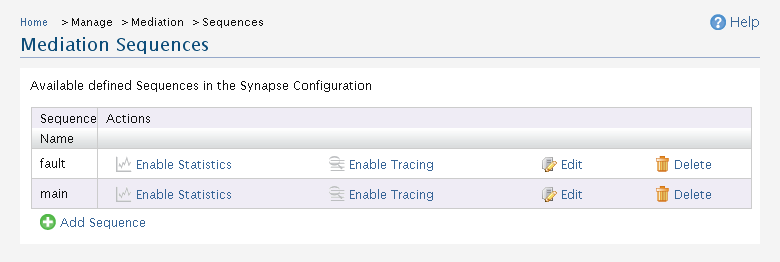 Home > Manage > Mediation > Sequences
Help
Mediation Sequences
Available defined Sequences in the Synapse Configuration
Sequence Actions
Name
fault Enable Statistics Enable Tracing Edit Delete
main Enable Statistics Enable Tracing Edit Delete
Add Sequence